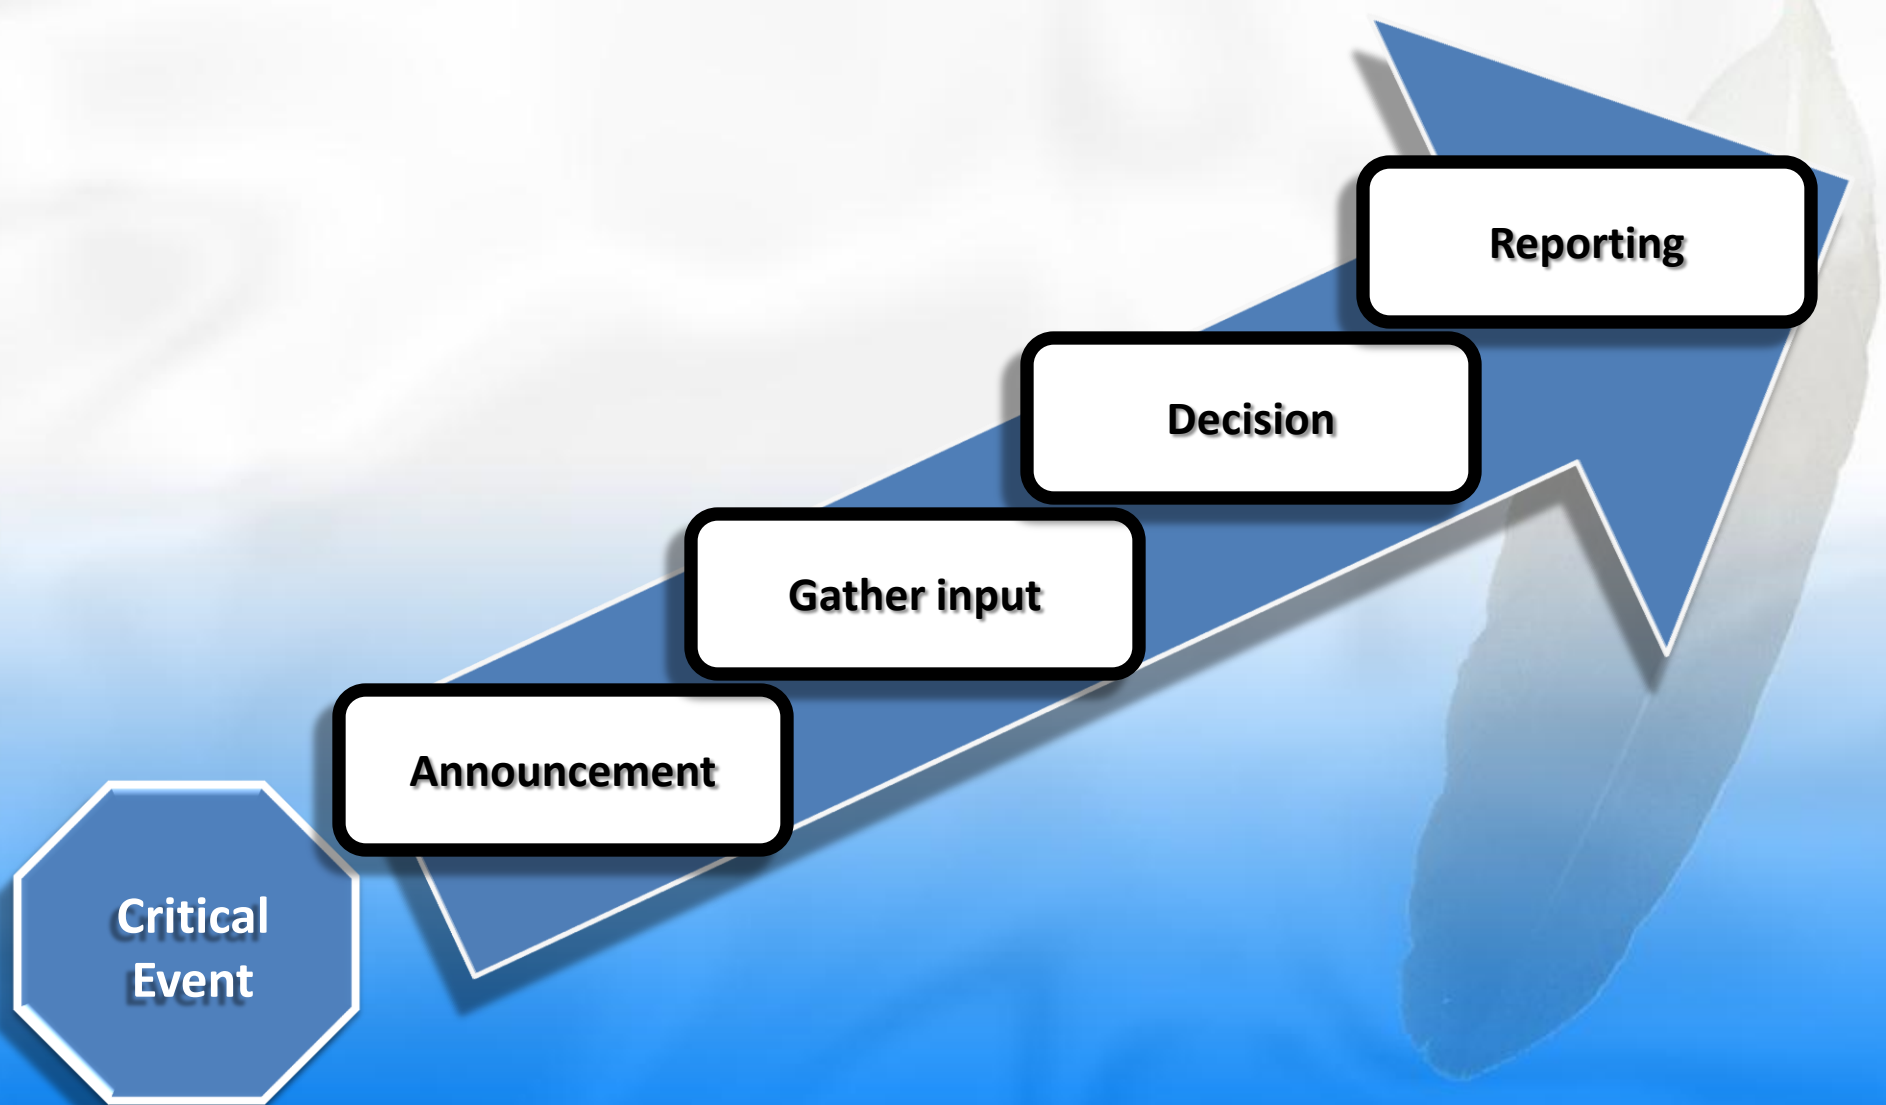 Reporting
Decision
Gather input
Announcement
Critical
Event